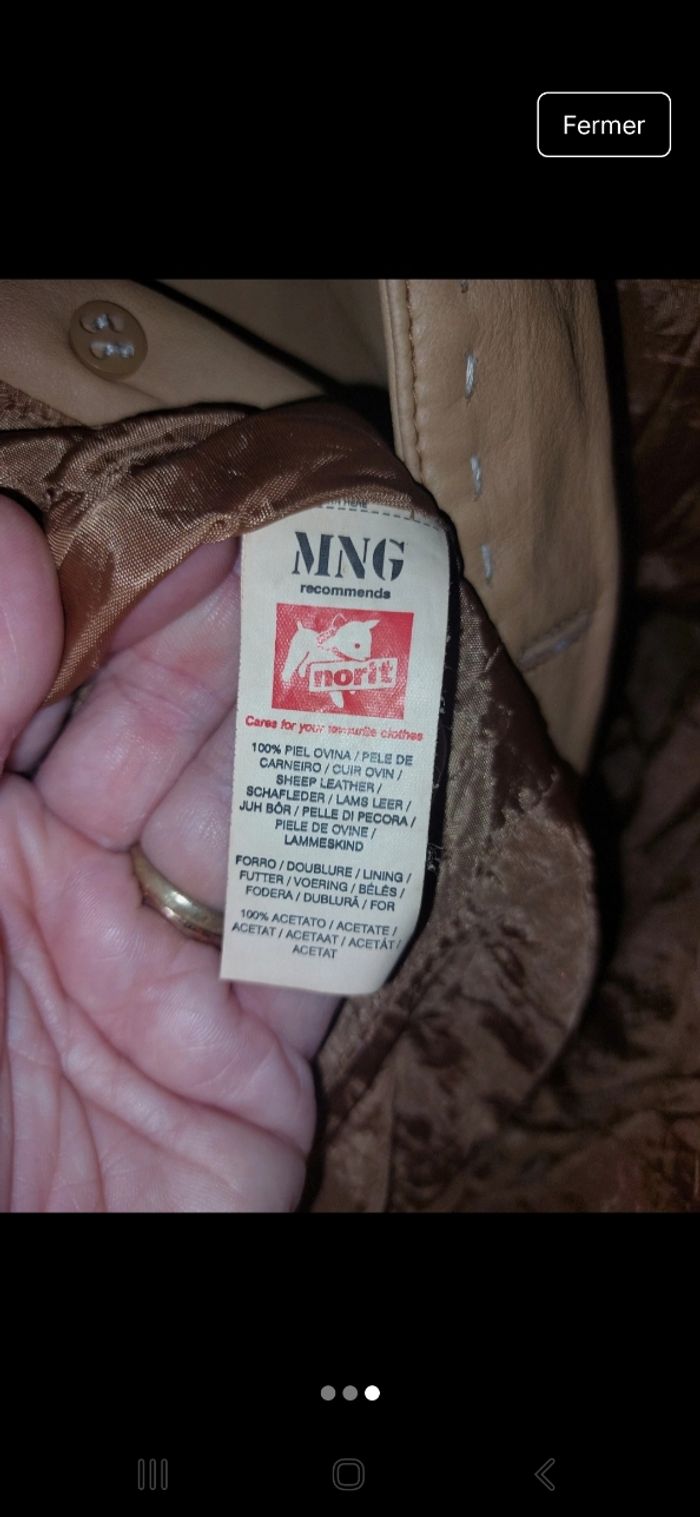 Fermer
MNG
recommends
norit
Cares for your favourite clothes
100% PIEL OVINA / PELE DE
CARNEIRO / CUIR OVIN /
SHEEP LEATHER /
SCHAFLEDER / LAMS LEER /
JUH BÖR / PELLE DI PECORA /
PIELE DE OVINE /
LAMMESKIND
FORRO / DOUBLURE / LINING /
FUTTER / VOERING / BÉLÉS /
FODERA / DUBLURĂ / FOR
100% ACETATO / ACETATE /
ACETAT / ACETAAT / ACETÁT /
ACETAT